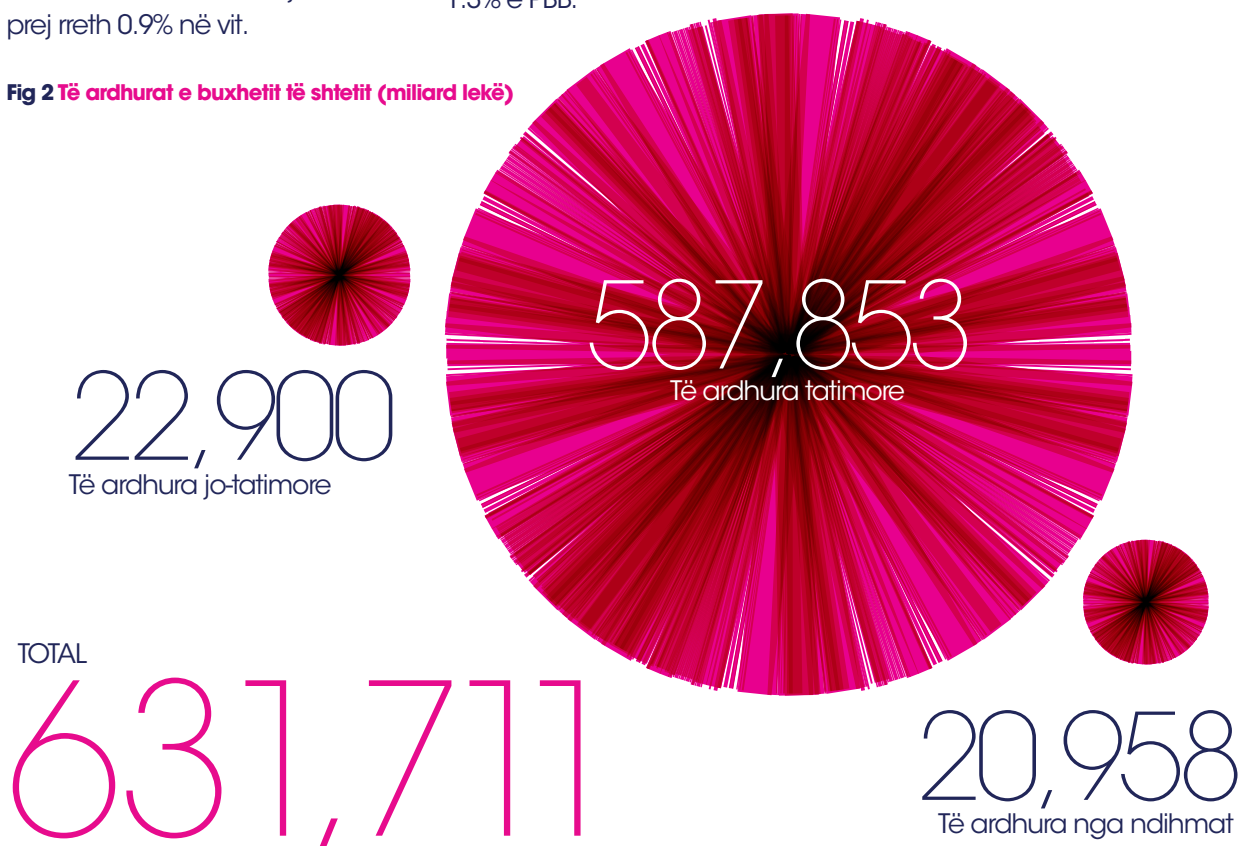 prej rreth 0.9% në vit.
Fig 2 Të ardhurat e buxhetit të shtetit (miliard lekë)
587,853
Të ardhura tatimore
22,900
Të ardhura jo-tatimore
TOTAL
631,711
20,958
Të ardhura nga ndihmat